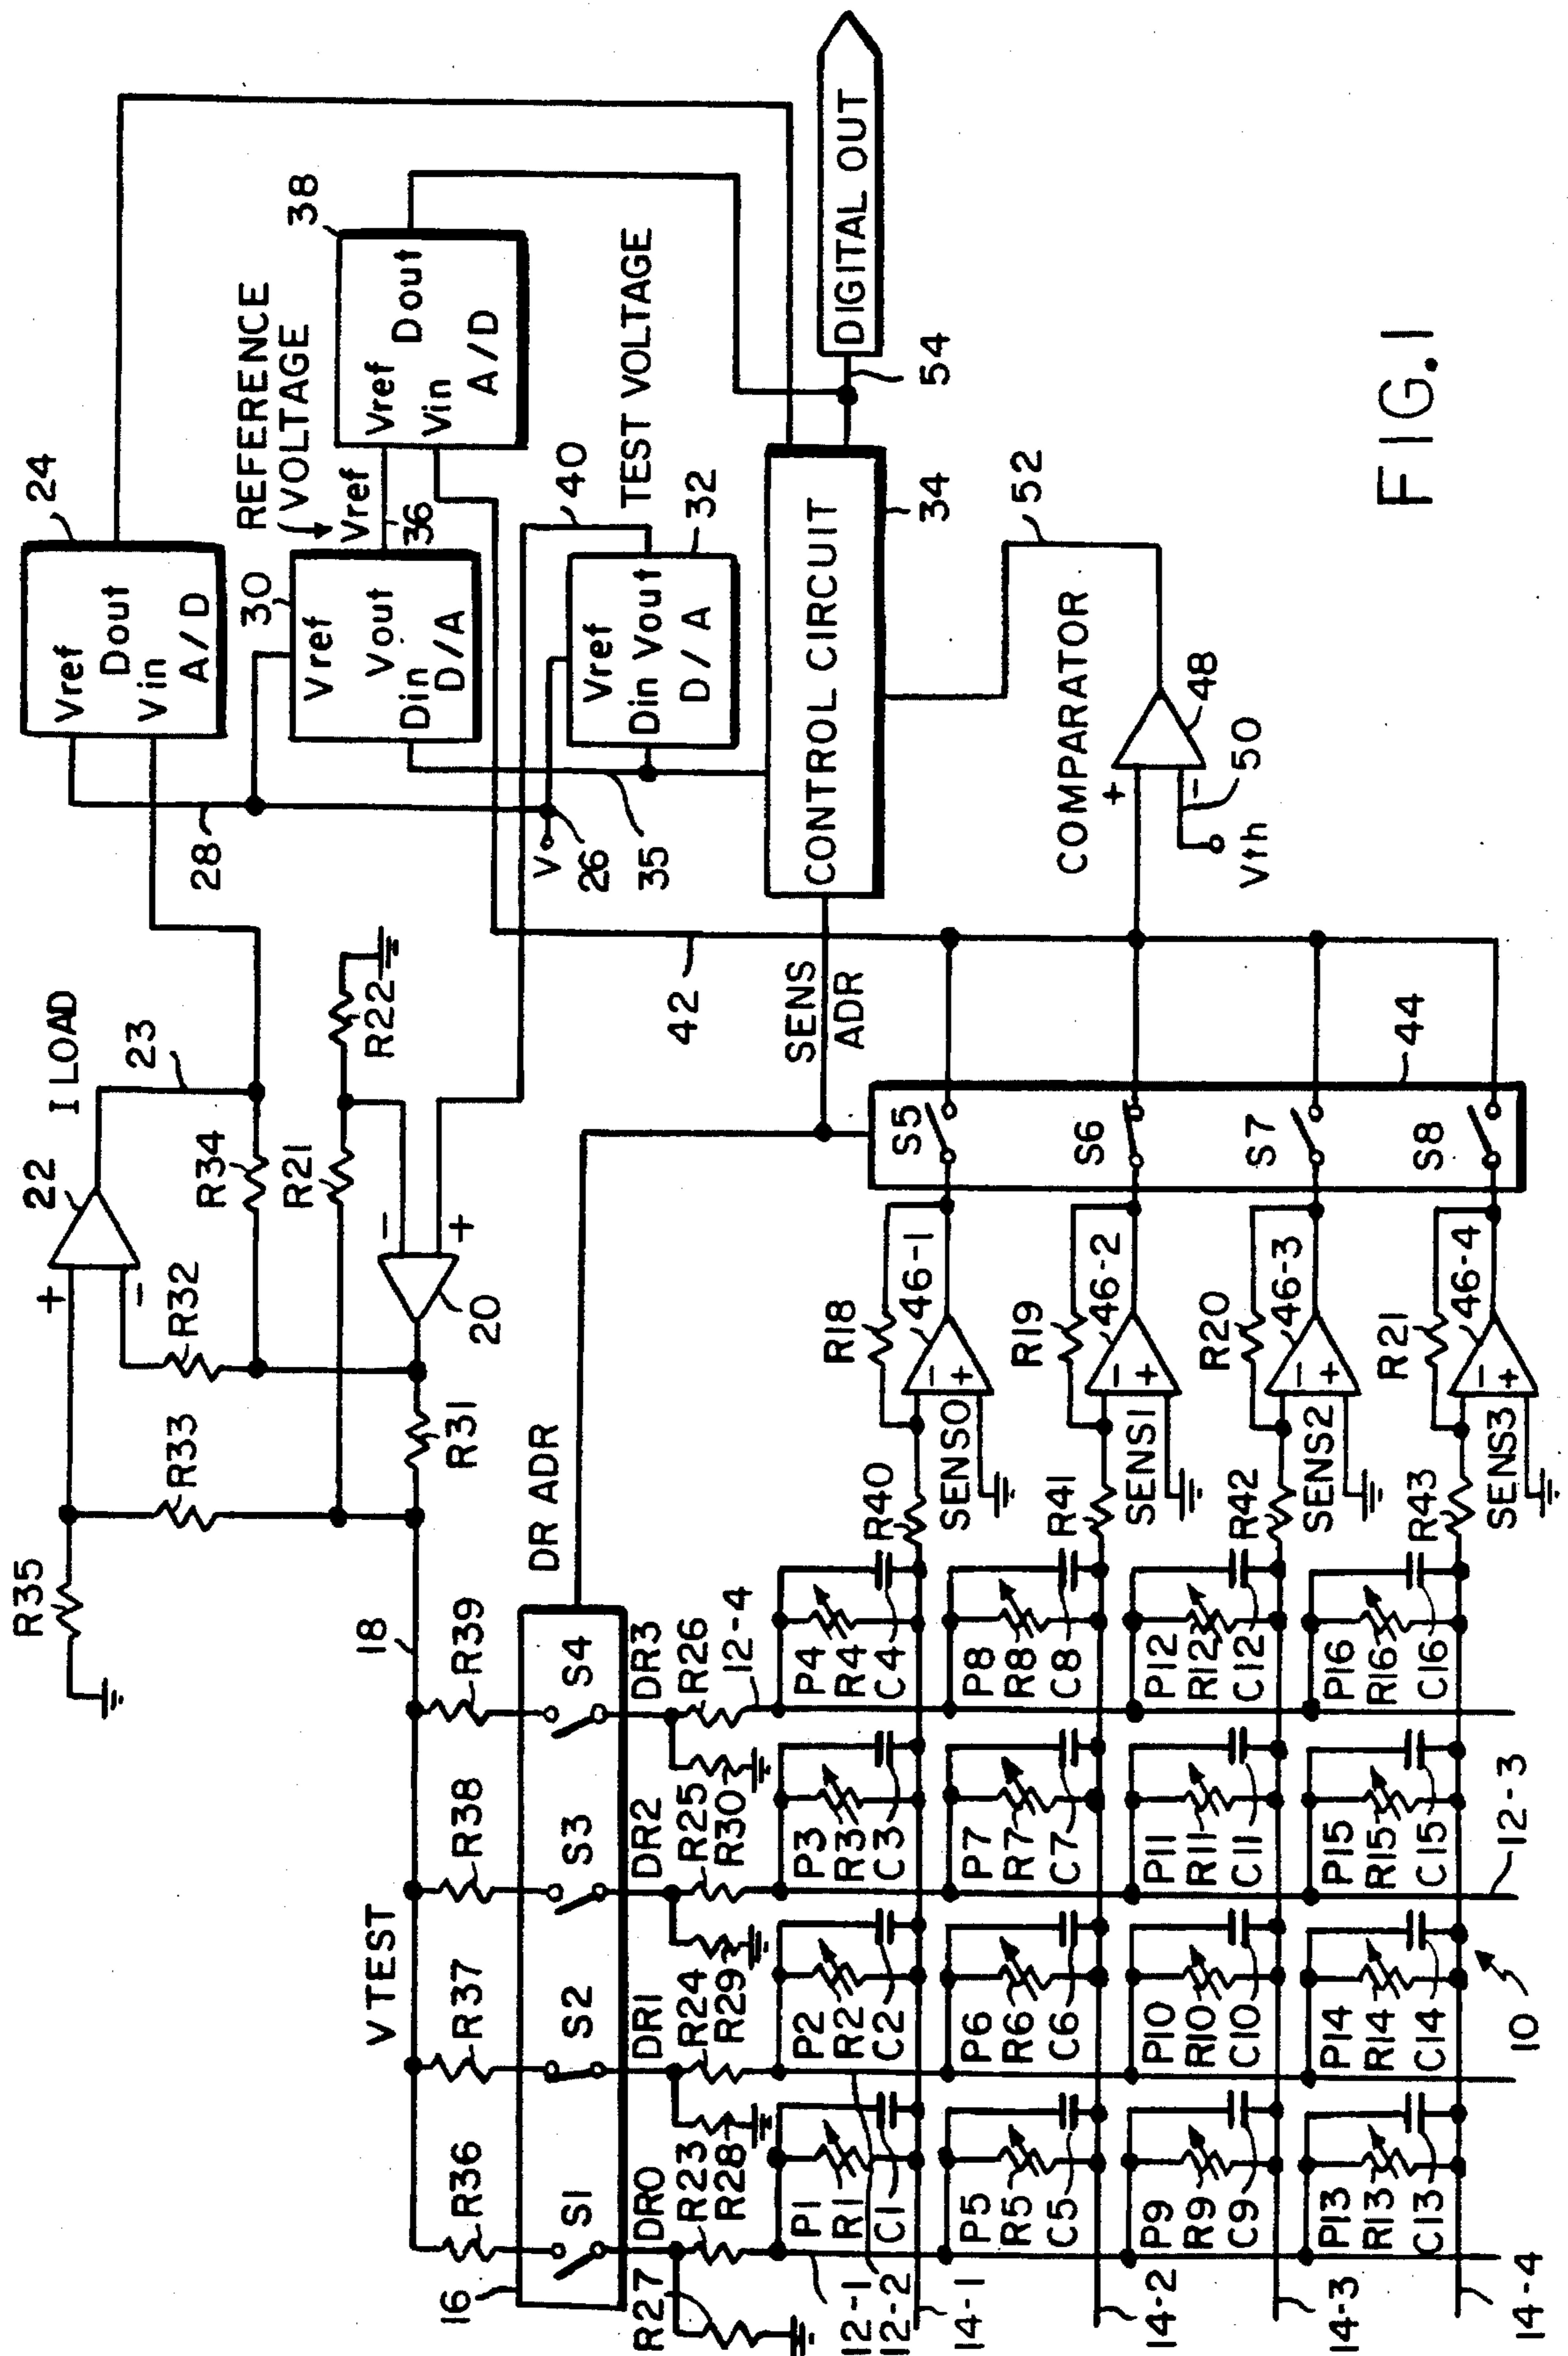 R35
R33
+
22
I LOAD
−
R32
23
R34
R21
R22
−
+
20
R31
24
Vref
Dout
Vin
A/D
28
REFERENCE
VOLTAGE
30
Vref
Vout
Din
D/A
Vref
36
38
Vref
Dout
Vin
A/D
V
26
35
40
TEST VOLTAGE
32
Vref
Din Vout
D/A
V TEST
18
R36
R37
R38
R39
16
S1
S2
S3
S4
DR ADR
DR0
DR1
DR2
DR3
R27
R23
R28
R24
R29
R25
R30
R26
12-4
12-1
12-2
SENS
ADR
42
CONTROL CIRCUIT
34
DIGITAL OUT
54
52
P1
R1
C1
P2
R2
C2
P3
R3
C3
P4
R4
C4
14-1
R40
SENS0
R18
−
+
46-1
S5
P5
R5
C5
P6
R6
C6
P7
R7
C7
P8
R8
C8
14-2
R41
SENS1
R19
−
+
46-2
S6
COMPARATOR
+
−
48
50
Vth
P9
R9
C9
P10
R10
C10
P11
R11
C11
P12
R12
C12
14-3
R42
SENS2
R20
−
+
46-3
S7
P13
R13
C13
P14
R14
C14
P15
R15
C15
P16
R16
C16
14-4
R43
SENS3
R21
−
+
46-4
S8
44
10
12-3
FIG.1